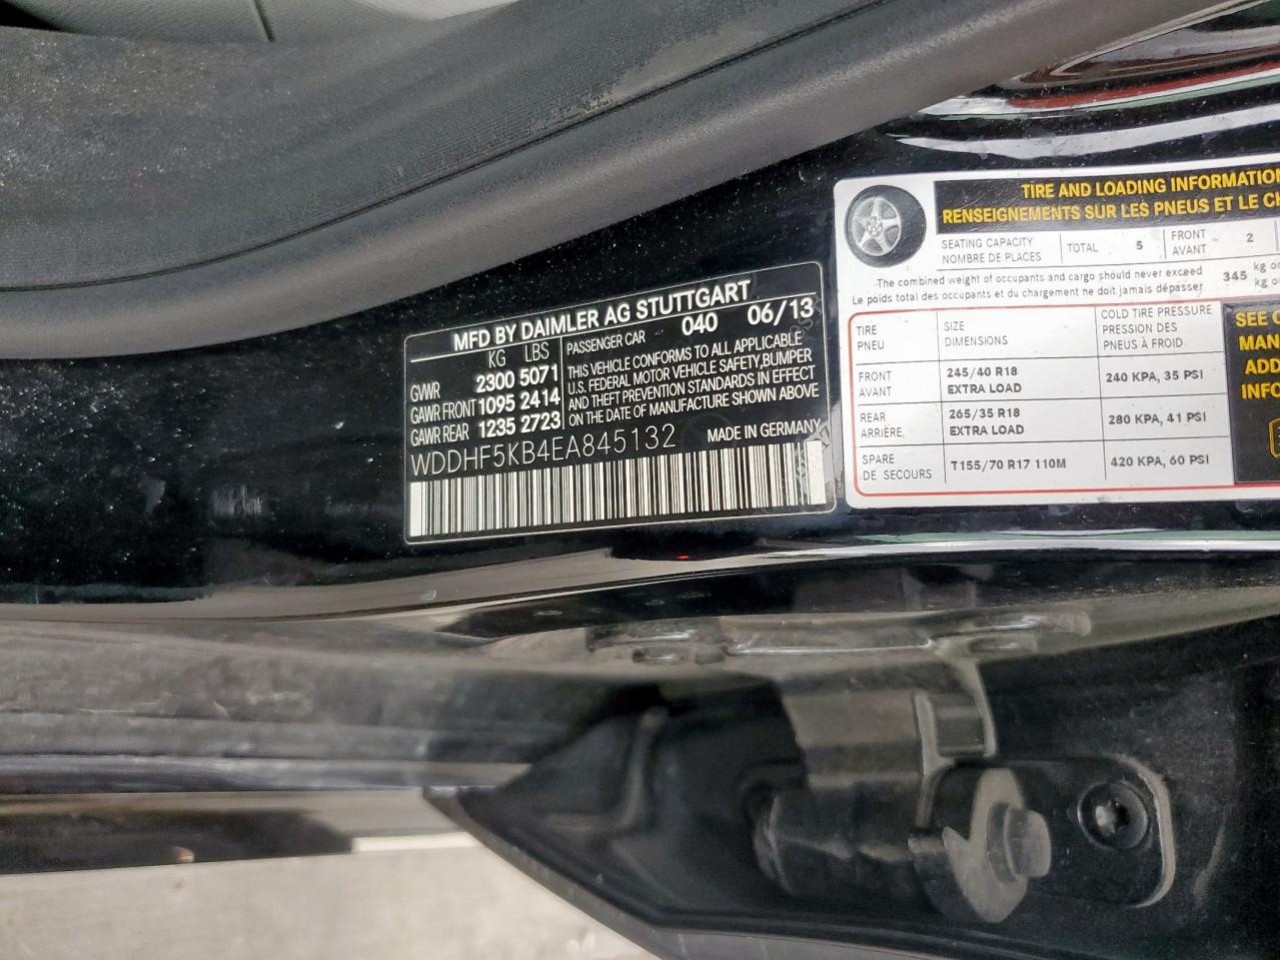 MFD BY DAIMLER AG STUTTGART
KG LBS
GVWR 2300 5071
GAWR FRONT 1095 2414
GAWR REAR 1235 2723
PASSENGER CAR 040 06/13
THIS VEHICLE CONFORMS TO ALL APPLICABLE
U.S. FEDERAL MOTOR VEHICLE SAFETY, BUMPER
AND THEFT PREVENTION STANDARDS IN EFFECT
ON THE DATE OF MANUFACTURE SHOWN ABOVE
WDDHF5KB4EA845132 MADE IN GERMANY
TIRE AND LOADING INFORMATION
RENSEIGNEMENTS SUR LES PNEUS ET LE
SEATING CAPACITY
NOMBRE DE PLACES
TOTAL 5
FRONT
AVANT
2
The combined weight of occupants and cargo should never exceed
Le poids total des occupants et du chargement ne doit jamais dépasser
345
kg
kg
TIRE
PNEU
SIZE
DIMENSIONS
COLD TIRE PRESSURE
PRESSION DES
PNEUS À FROID
FRONT
AVANT
245/40 R18
EXTRA LOAD
240 KPA, 35 PSI
REAR
ARRIÈRE
265/35 R18
EXTRA LOAD
280 KPA, 41 PSI
SPARE
DE SECOURS
T155/70 R17 110M
420 KPA, 60 PSI
SEE